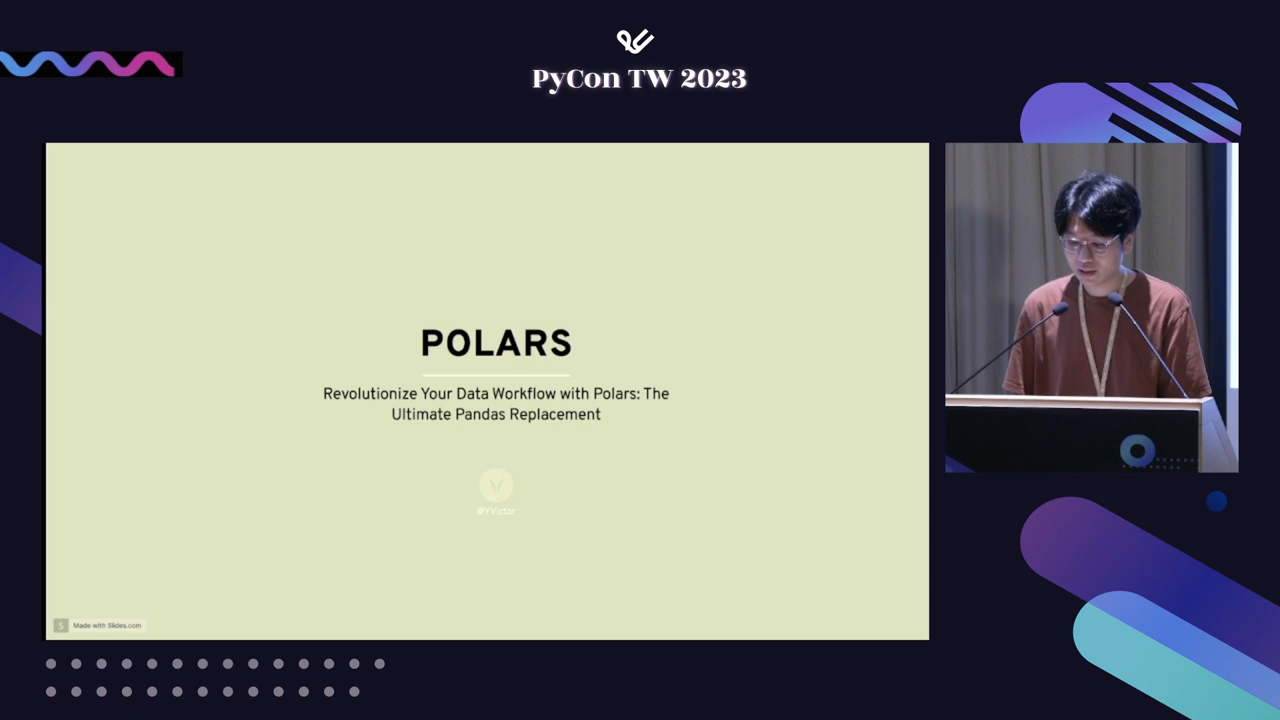 PyCon TW 2023
POLARS
Revolutionize Your Data Workflow with Polars: The
Ultimate Pandas Replacement
@YVictor
S Made with Slides.com